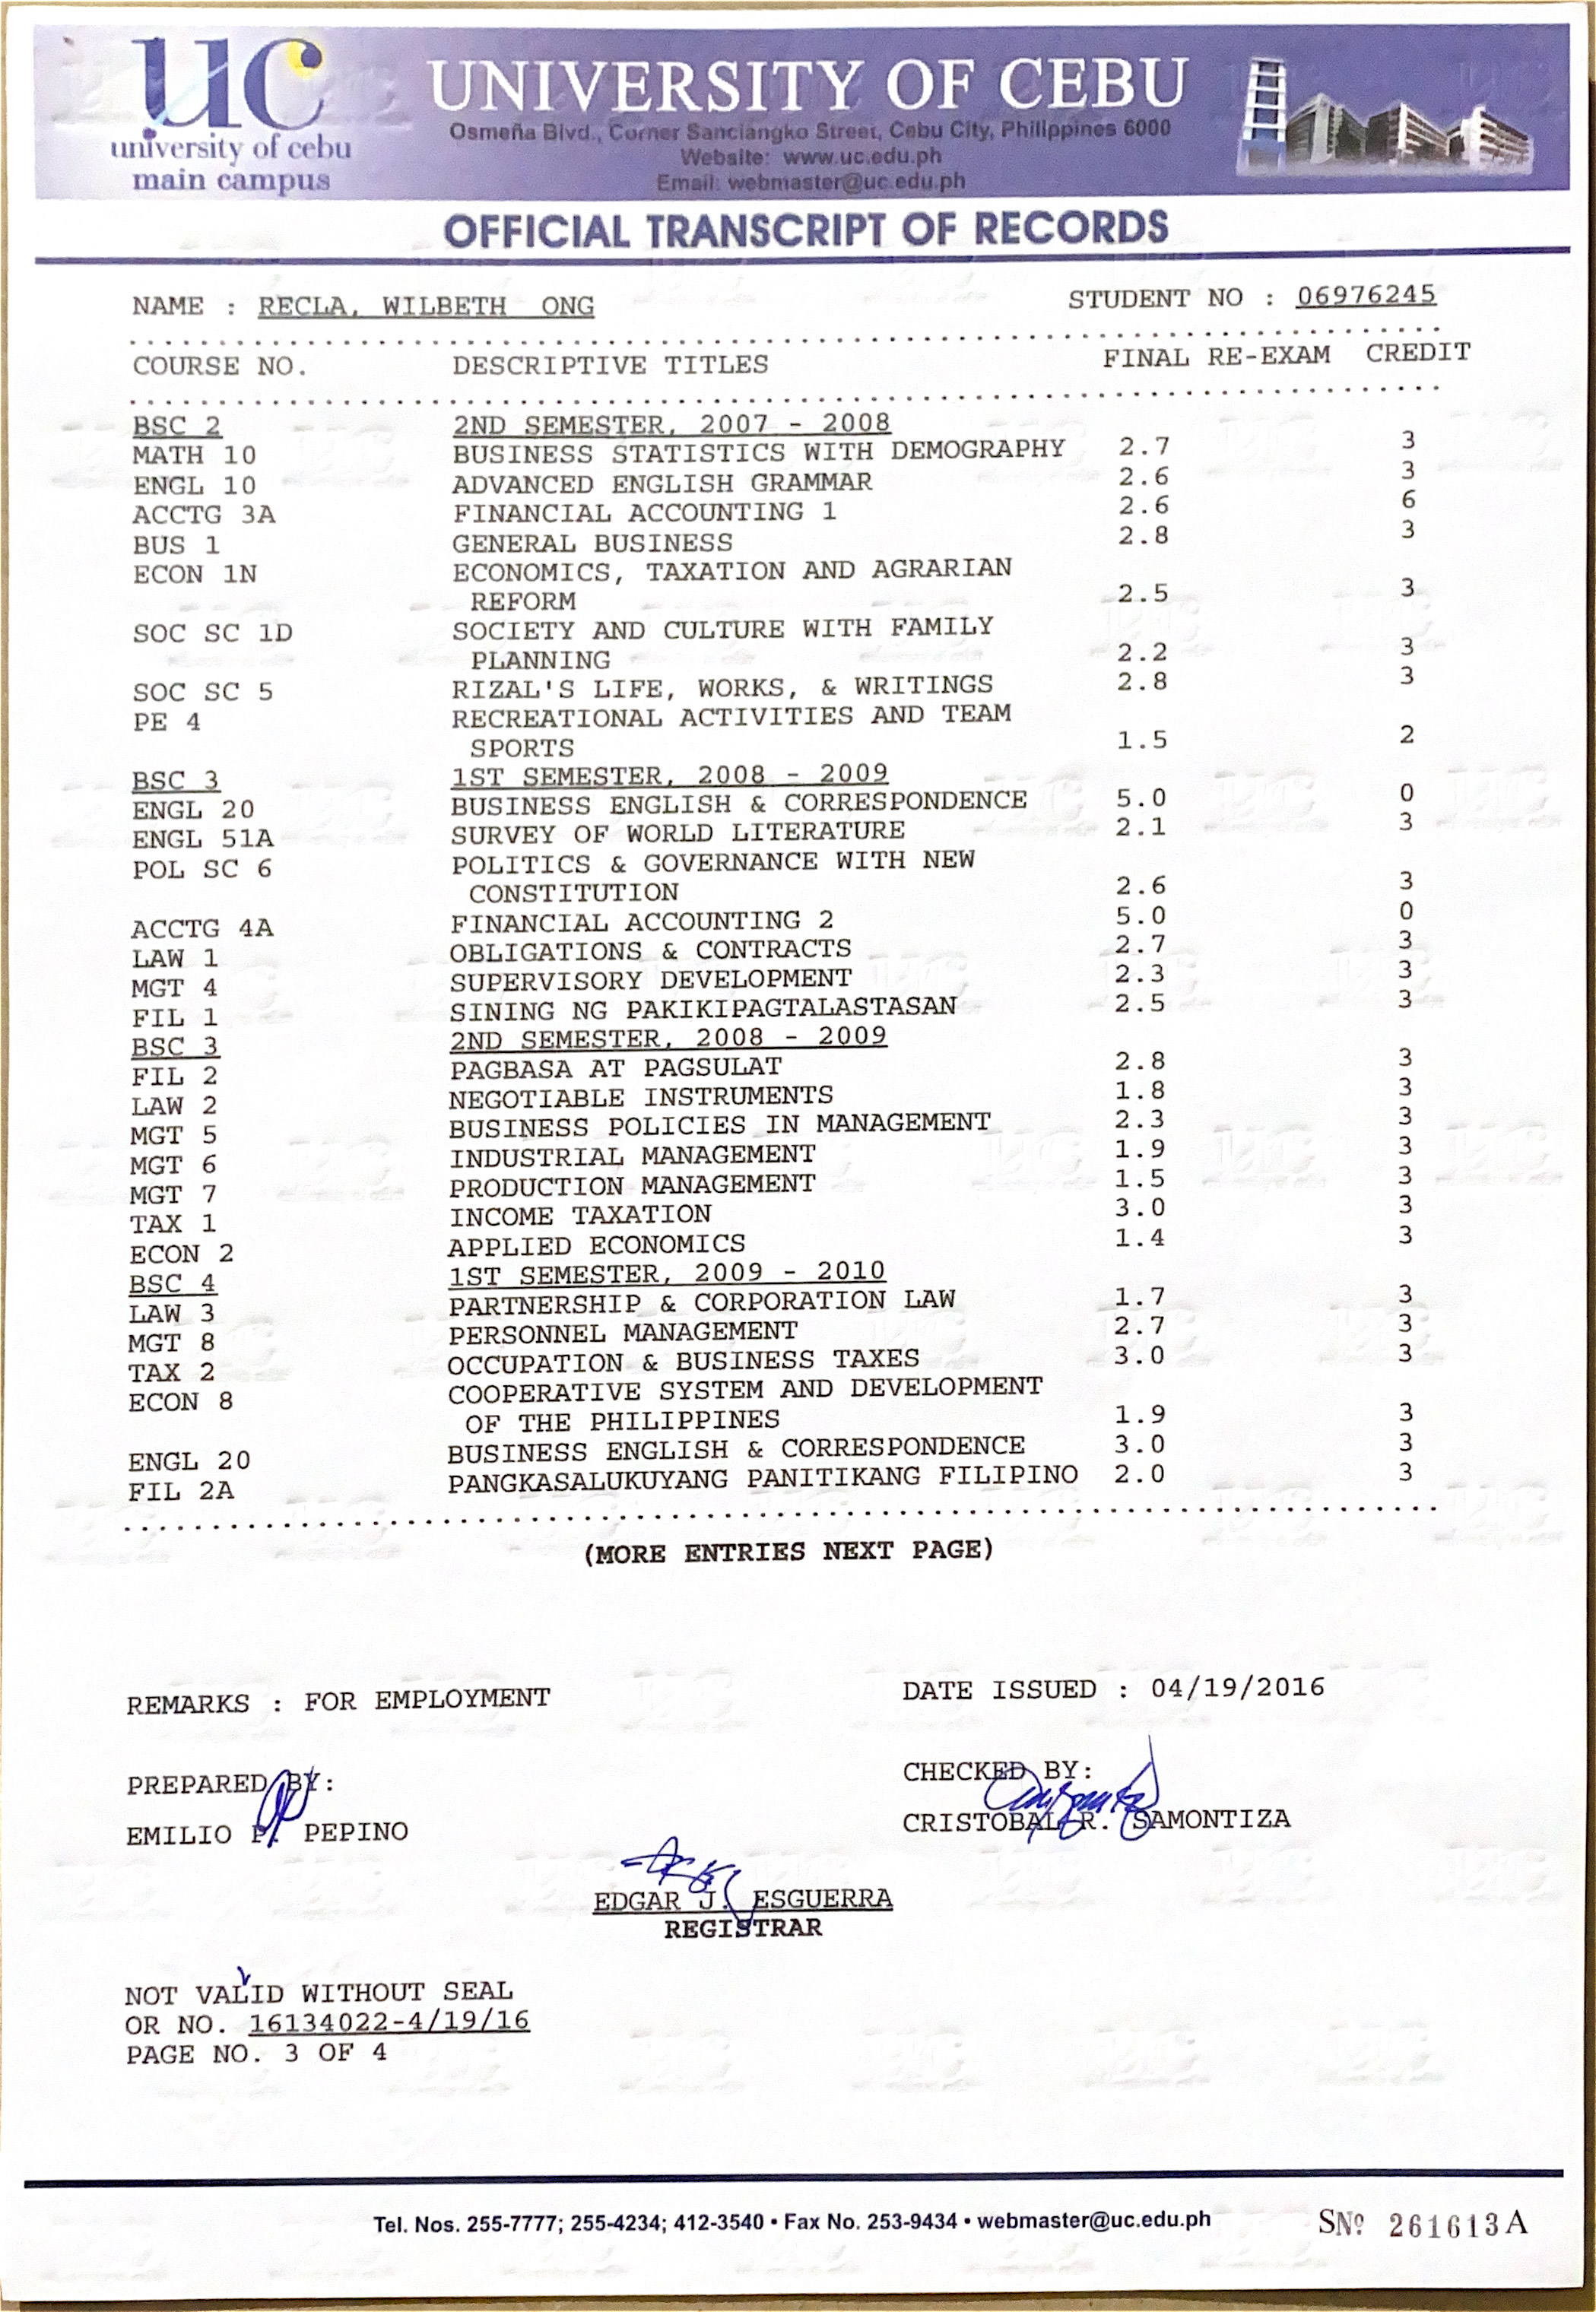 uc
university of cebu
main campus
UNIVERSITY OF CEBU
Osmeña Blvd., Corner Sanciangko Street, Cebu City, Philippines 6000
Website: www.uc.edu.ph
Email: webmaster@uc.edu.ph
OFFICIAL TRANSCRIPT OF RECORDS
NAME : RECLA, WILBETH ONG STUDENT NO : 06976245
COURSE NO. DESCRIPTIVE TITLES FINAL RE-EXAM CREDIT
BSC 2 2ND SEMESTER, 2007 - 2008
MATH 10 BUSINESS STATISTICS WITH DEMOGRAPHY 2.7 3
ENGL 10 ADVANCED ENGLISH GRAMMAR 2.6 3
ACCTG 3A FINANCIAL ACCOUNTING 1 2.6 6
BUS 1 GENERAL BUSINESS 2.8 3
ECON 1N ECONOMICS, TAXATION AND AGRARIAN
REFORM 2.5 3
SOC SC 1D SOCIETY AND CULTURE WITH FAMILY
PLANNING 2.2 3
SOC SC 5 RIZAL'S LIFE, WORKS, & WRITINGS 2.8 3
PE 4 RECREATIONAL ACTIVITIES AND TEAM
SPORTS 1.5 2
BSC 3 1ST SEMESTER, 2008 - 2009
ENGL 20 BUSINESS ENGLISH & CORRESPONDENCE 5.0 0
ENGL 51A SURVEY OF WORLD LITERATURE 2.1 3
POL SC 6 POLITICS & GOVERNANCE WITH NEW
CONSTITUTION 2.6 3
ACCTG 4A FINANCIAL ACCOUNTING 2 5.0 0
LAW 1 OBLIGATIONS & CONTRACTS 2.7 3
MGT 4 SUPERVISORY DEVELOPMENT 2.3 3
FIL 1 SINING NG PAKIKIPAGTALASTASAN 2.5 3
BSC 3 2ND SEMESTER, 2008 - 2009
FIL 2 PAGBASA AT PAGSULAT 2.8 3
LAW 2 NEGOTIABLE INSTRUMENTS 1.8 3
MGT 5 BUSINESS POLICIES IN MANAGEMENT 2.3 3
MGT 6 INDUSTRIAL MANAGEMENT 1.9 3
MGT 7 PRODUCTION MANAGEMENT 1.5 3
TAX 1 INCOME TAXATION 3.0 3
ECON 2 APPLIED ECONOMICS 1.4 3
BSC 4 1ST SEMESTER, 2009 - 2010
LAW 3 PARTNERSHIP & CORPORATION LAW 1.7 3
MGT 8 PERSONNEL MANAGEMENT 2.7 3
TAX 2 OCCUPATION & BUSINESS TAXES 3.0 3
ECON 8 COOPERATIVE SYSTEM AND DEVELOPMENT
OF THE PHILIPPINES 1.9 3
ENGL 20 BUSINESS ENGLISH & CORRESPONDENCE 3.0 3
FIL 2A PANGKASALUKUYANG PANITIKANG FILIPINO 2.0 3
(MORE ENTRIES NEXT PAGE)
REMARKS : FOR EMPLOYMENT DATE ISSUED : 04/19/2016
PREPARED BY: CHECKED BY:
EMILIO P. PEPINO CRISTOBAL R. SAMONTIZA
EDGAR J. ESGUERRA
REGISTRAR
NOT VALID WITHOUT SEAL
OR NO. 16134022-4/19/16
PAGE NO. 3 OF 4
Tel. Nos. 255-7777; 255-4234; 412-3540 • Fax No. 253-9434 • webmaster@uc.edu.ph SNº 261613A